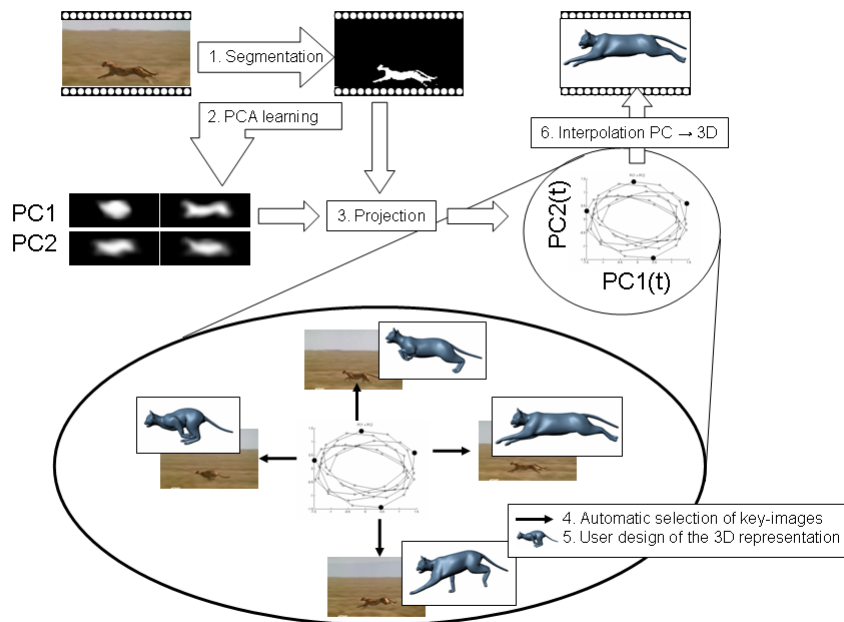 1. Segmentation
2. PCA learning
6. Interpolation PC → 3D
PC1
PC2
3. Projection
PC2(t)
PC1(t)
4. Automatic selection of key-images
5. User design of the 3D representation